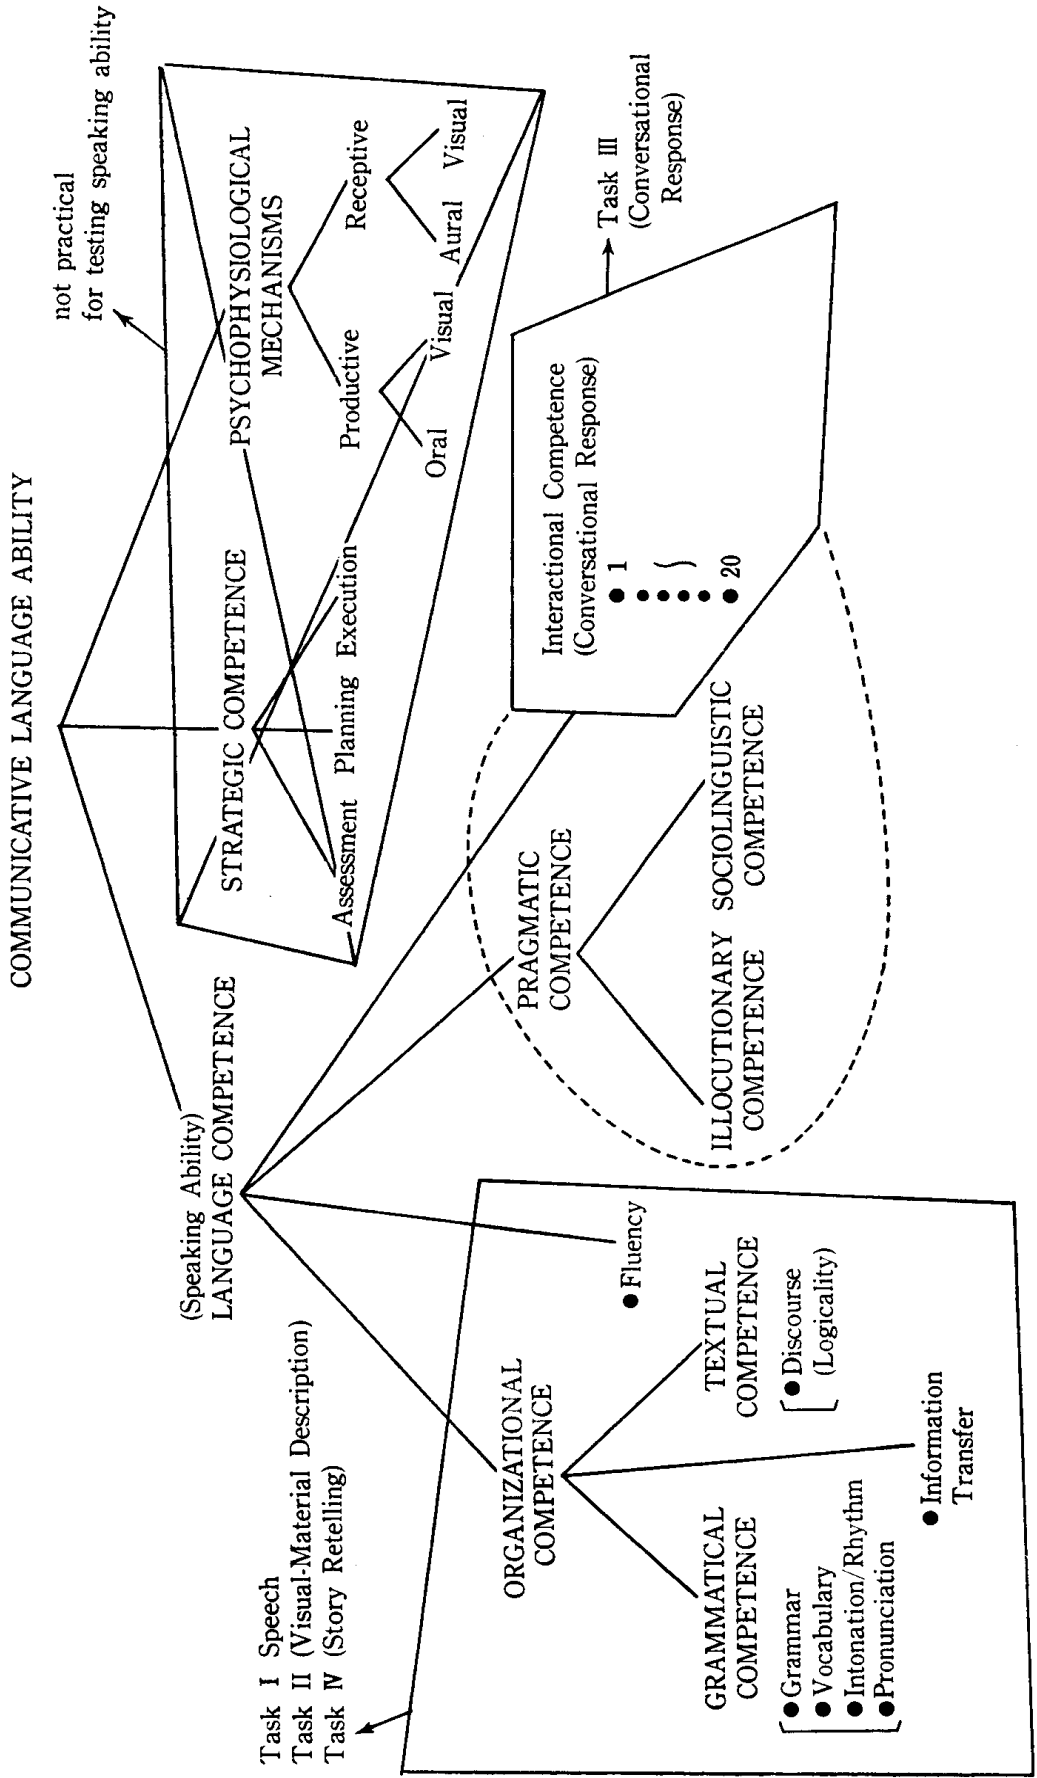 COMMUNICATIVE LANGUAGE ABILITY
not practical
for testing speaking ability
(Speaking Ability)
LANGUAGE COMPETENCE
STRATEGIC COMPETENCE
Assessment
Planning
Execution
PSYCHOPHYSIOLOGICAL
MECHANISMS
Productive
Receptive
Oral
Visual
Aural
Visual
Task I Speech
Task II (Visual-Material Description)
Task IV (Story Retelling)
ORGANIZATIONAL
COMPETENCE
● Fluency
GRAMMATICAL
COMPETENCE
● Grammar
● Vocabulary
● Intonation/Rhythm
● Pronunciation
TEXTUAL
COMPETENCE
● Discourse
(Logicality)
● Information
Transfer
PRAGMATIC
COMPETENCE
ILLOCUTIONARY
COMPETENCE
SOCIOLINGUISTIC
COMPETENCE
Interactional Competence
(Conversational Response)
● 1
● 20
Task III
(Conversational
Response)